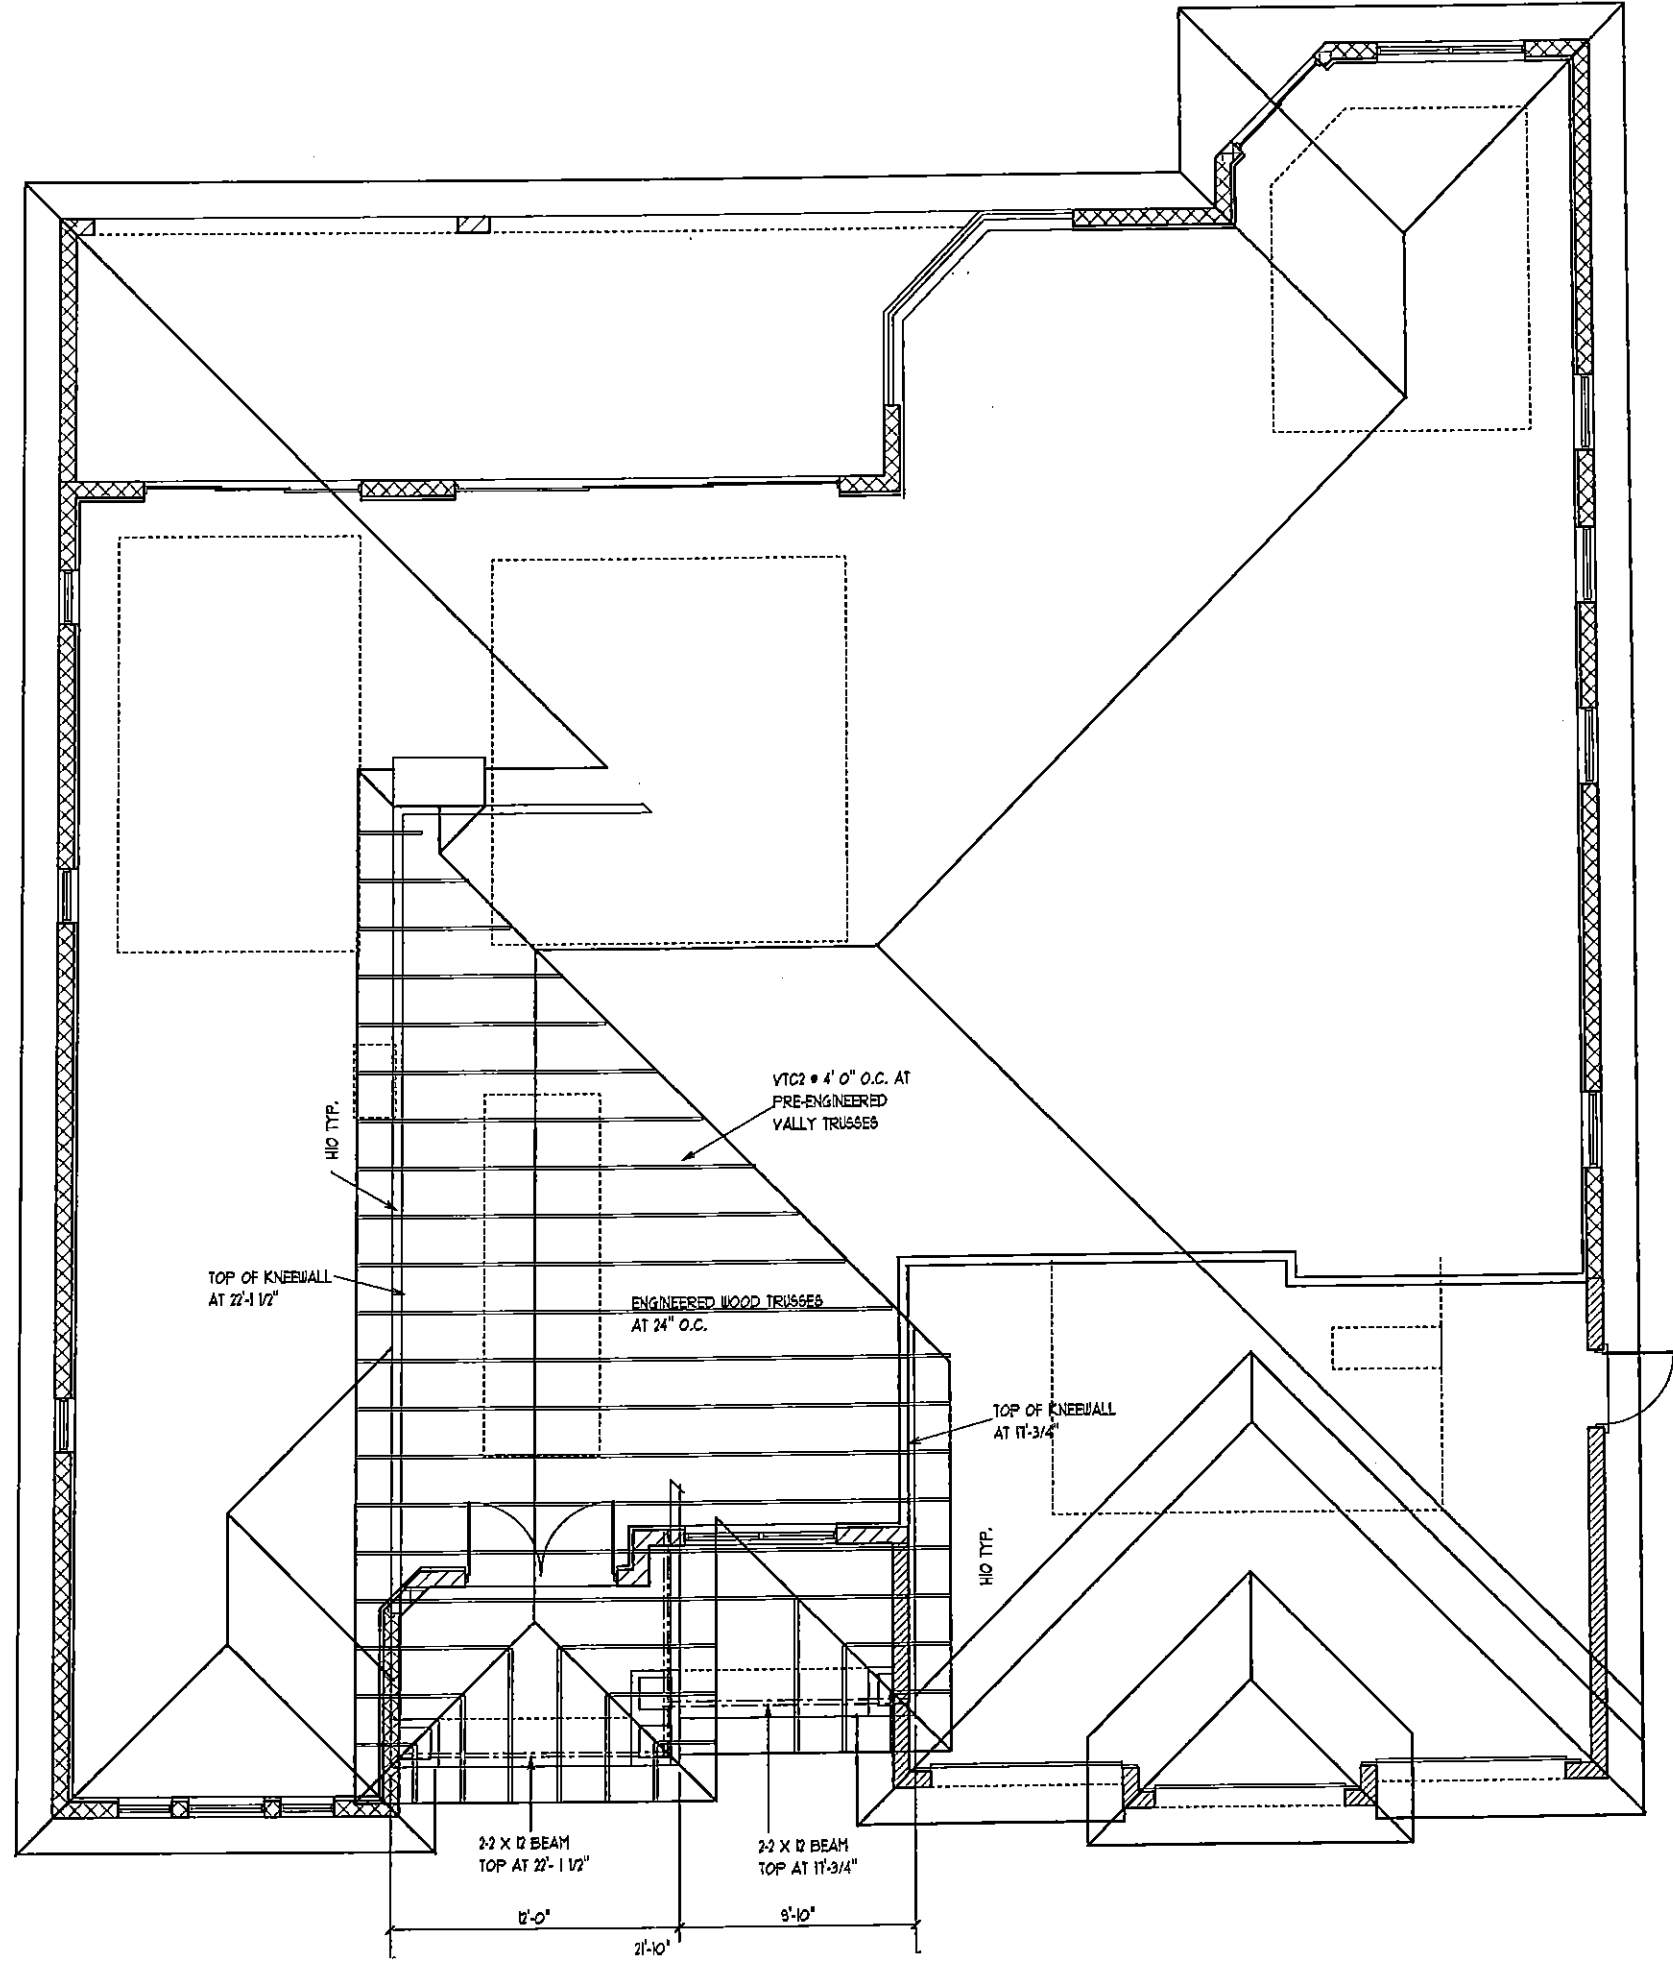 VTC2 @ 4' 0" O.C. AT
PRE-ENGINEERED
VALLY TRUSSES
H10 TYP.
TOP OF KNEEWALL
AT 22'-1 1/2"
ENGINEERED WOOD TRUSSES
AT 24" O.C.
TOP OF KNEEWALL
AT 17'-3/4"
H10 TYP.
2-2 X 12 BEAM
TOP AT 22'- 1 1/2"
2-2 X 12 BEAM
TOP AT 17'-3/4"
12'-0"
9'-10"
21'-10"